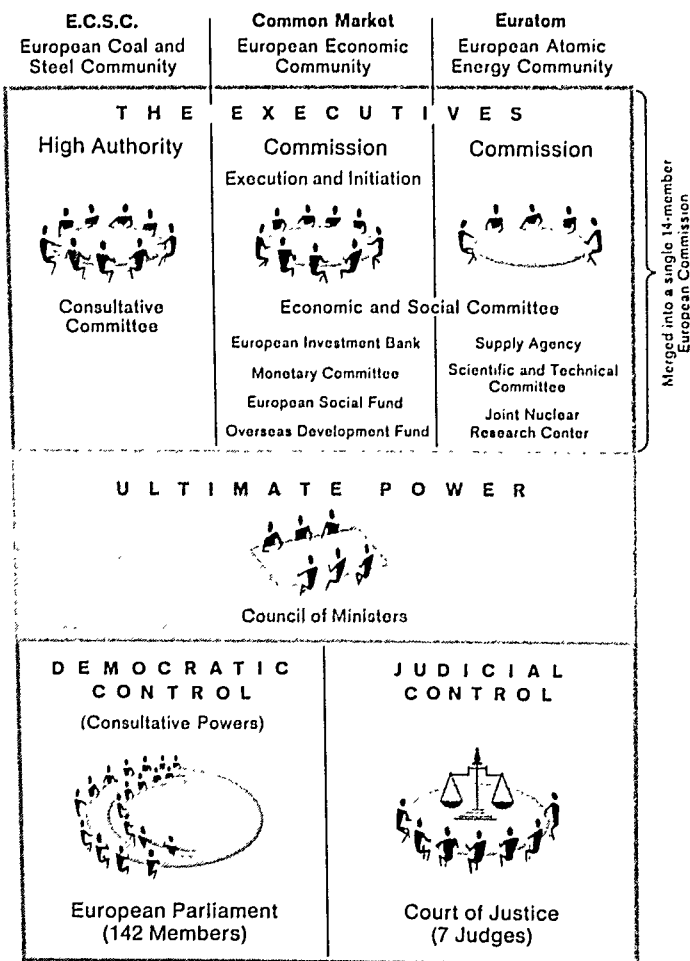 E.C.S.C.
European Coal and
Steel Community
Common Market
European Economic
Community
Euratom
European Atomic
Energy Community
THE EXECUTIVES
High Authority
Commission
Execution and Initiation
Commission
Consultative
Committee
Economic and Social Committee
European Investment Bank
Monetary Committee
European Social Fund
Overseas Development Fund
Supply Agency
Scientific and Technical
Committee
Joint Nuclear
Research Center
Merged into a single 14-member
European Commission
ULTIMATE POWER
Council of Ministers
DEMOCRATIC
CONTROL
(Consultative Powers)
European Parliament
(142 Members)
JUDICIAL
CONTROL
Court of Justice
(7 Judges)